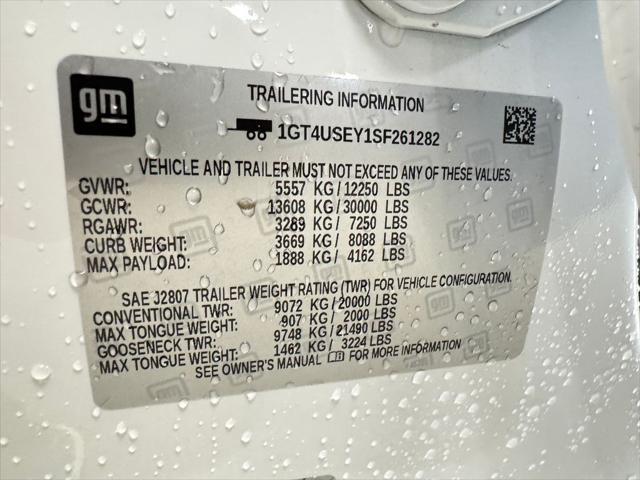 gm
TRAILERING INFORMATION
1GT4USEY1SF261282
VEHICLE AND TRAILER MUST NOT EXCEED ANY OF THESE VALUES.
GVWR: 5557 KG/12250 LBS
GCWR: 13608 KG/30000 LBS
RGAWR: 3289 KG/ 7250 LBS
CURB WEIGHT: 3669 KG/ 8088 LBS
MAX PAYLOAD: 1888 KG/ 4162 LBS
SAE J2807 TRAILER WEIGHT RATING (TWR) FOR VEHICLE CONFIGURATION.
CONVENTIONAL TWR: 9072 KG/20000 LBS
MAX TONGUE WEIGHT: 907 KG/ 2000 LBS
GOOSENECK TWR: 9748 KG/21490 LBS
MAX TONGUE WEIGHT: 1462 KG/ 3224 LBS
SEE OWNER'S MANUAL FOR MORE INFORMATION